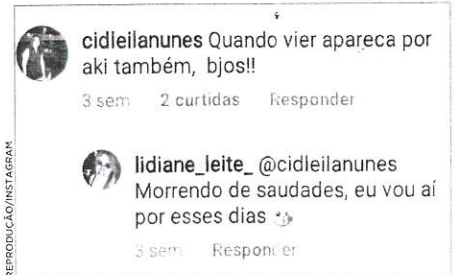 cidleilanunes Quando vier apareca por
aki também, bjos!!
3 sem 2 curtidas Responder
lidiane_leite_ @cidleilanunes
Morrendo de saudades, eu vou aí
por esses dias
3 sem Responder
REPRODUÇÃO/INSTAGRAM